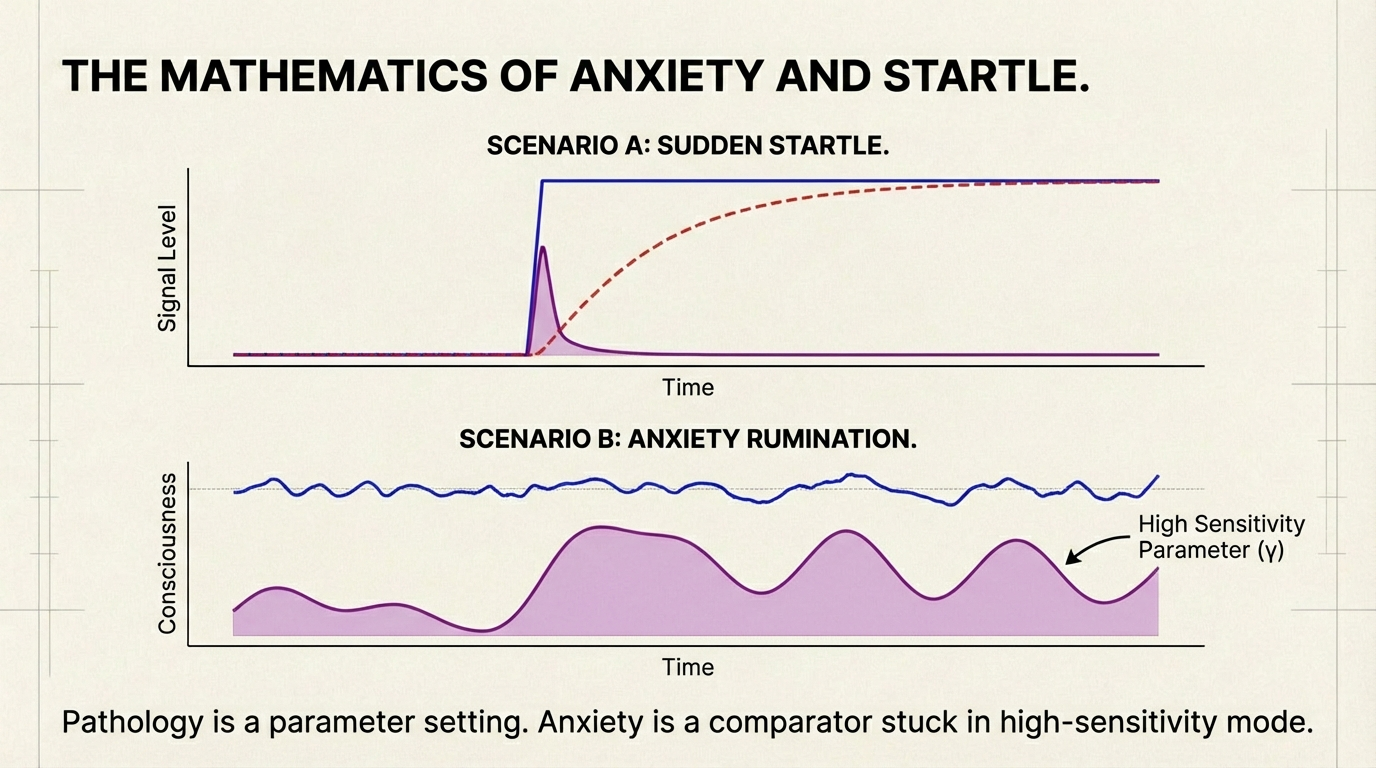 THE MATHEMATICS OF ANXIETY AND STARTLE.
SCENARIO A: SUDDEN STARTLE.
Signal Level
Time
SCENARIO B: ANXIETY RUMINATION.
Consciousness
High Sensitivity
Parameter (γ)
Time
Pathology is a parameter setting. Anxiety is a comparator stuck in high-sensitivity mode.